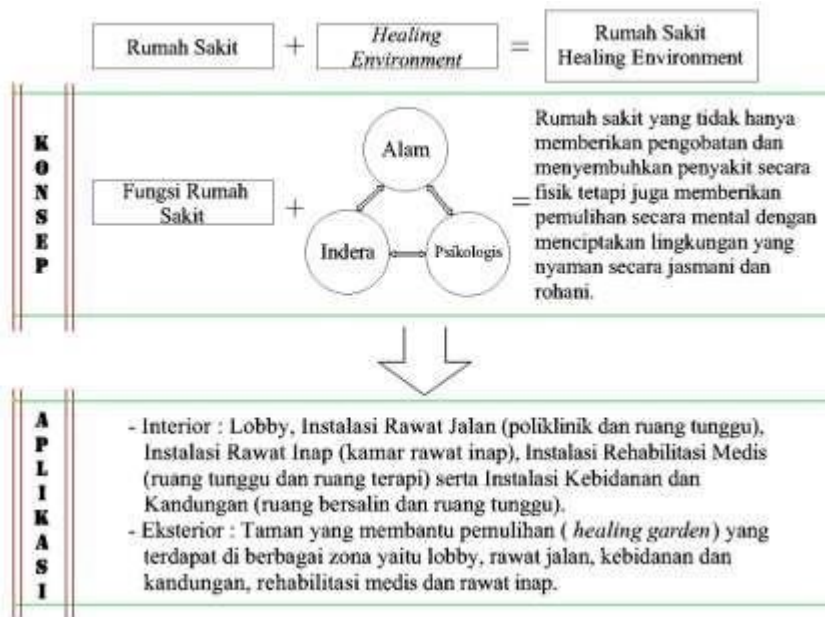 Rumah Sakit + Healing Environment = Rumah Sakit Healing Environment
KONSEP
Fungsi Rumah
Sakit
+
Alam
Indera
Psikologis
=
Rumah sakit yang tidak hanya
memberikan pengobatan dan
menyembuhkan penyakit secara
fisik tetapi juga memberikan
pemulihan secara mental dengan
menciptakan lingkungan yang
nyaman secara jasmani dan
rohani.
APLIKASI
- Interior : Lobby, Instalasi Rawat Jalan (poliklinik dan ruang tunggu),
Instalasi Rawat Inap (kamar rawat inap), Instalasi Rehabilitasi Medis
(ruang tunggu dan ruang terapi) serta Instalasi Kebidanan dan
Kandungan (ruang bersalin dan ruang tunggu).
- Eksterior : Taman yang membantu pemulihan ( healing garden) yang
terdapat di berbagai zona yaitu lobby, rawat jalan, kebidanan dan
kandungan, rehabilitasi medis dan rawat inap.